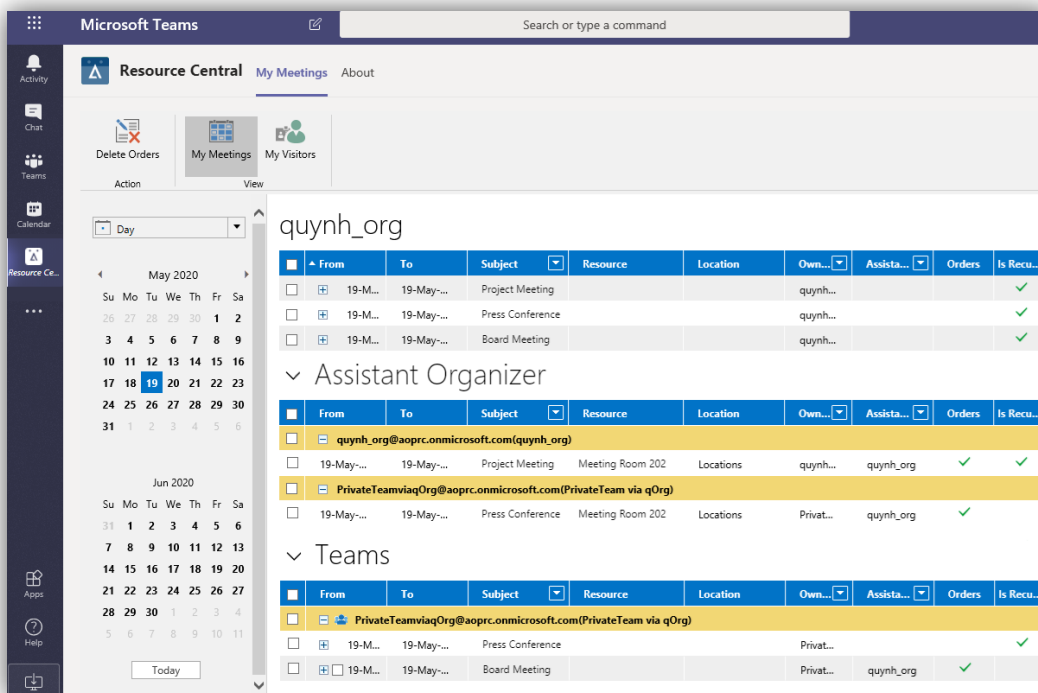 Microsoft Teams
Search or type a command
Activity
Chat
Teams
Calendar
Resource Ce...
Apps
Help
Resource Central My Meetings About
Delete Orders My Meetings My Visitors
Action View
Day
May 2020
Su Mo Tu We Th Fr Sa
26 27 28 29 30 1 2
3 4 5 6 7 8 9
10 11 12 13 14 15 16
17 18 19 20 21 22 23
24 25 26 27 28 29 30
31 1 2 3 4 5 6
Jun 2020
Su Mo Tu We Th Fr Sa
31 1 2 3 4 5 6
7 8 9 10 11 12 13
14 15 16 17 18 19 20
21 22 23 24 25 26 27
28 29 30 1 2 3 4
5 6 7 8 9 10 11
Today
quynh_org
From To Subject Resource Location Own... Assista... Orders Is Recu...
19-M... 19-May-... Project Meeting quynh...
19-M... 19-May-... Press Conference quynh...
19-M... 19-May-... Board Meeting quynh...
Assistant Organizer
From To Subject Resource Location Own... Assista... Orders Is Recu...
quynh_org@aoprc.onmicrosoft.com(quynh_org)
19-May-... 19-May-... Project Meeting Meeting Room 202 Locations quynh... quynh_org
PrivateTeamviaqOrg@aoprc.onmicrosoft.com(PrivateTeam via qOrg)
19-May-... 19-May-... Press Conference Meeting Room 202 Locations Privat... quynh_org
Teams
From To Subject Resource Location Own... Assista... Orders Is Recu...
PrivateTeamviaqOrg@aoprc.onmicrosoft.com(PrivateTeam via qOrg)
19-M... 19-May-... Press Conference Privat...
19-M... 19-May-... Board Meeting Privat... quynh_org